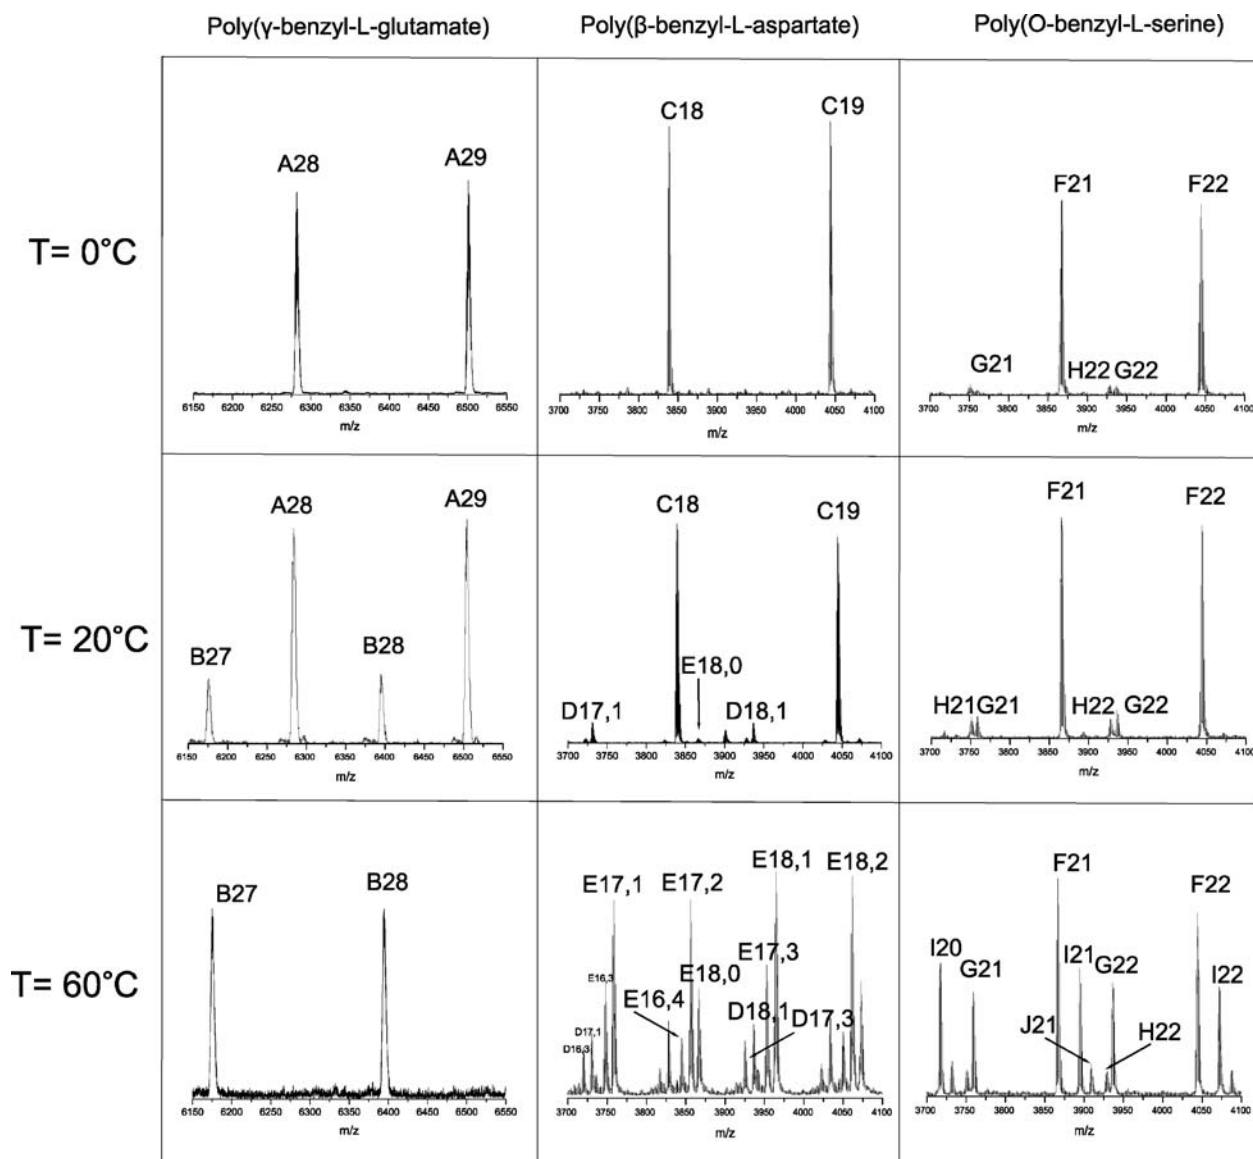 Poly(γ-benzyl-L-glutamate) Poly(β-benzyl-L-aspartate) Poly(O-benzyl-L-serine)
T= 0°C
A28 A29
6150 6200 6250 6300 6350 6400 6450 6500 6550
m/z
C18 C19
3700 3750 3800 3850 3900 3950 4000 4050 4100
m/z
F21 F22
G21 H22 G22
3700 3750 3800 3850 3900 3950 4000 4050 4100
m/z
T= 20°C
A28 A29
B27 B28
6150 6200 6250 6300 6350 6400 6450 6500 6550
m/z
C18 C19
E18,0
D17,1 D18,1
3700 3750 3800 3850 3900 3950 4000 4050 4100
m/z
F21 F22
H21 G21 H22 G22
3700 3750 3800 3850 3900 3950 4000 4050 4100
m/z
T= 60°C
B27 B28
6150 6200 6250 6300 6350 6400 6450 6500 6550
m/z
E18,1 E18,2
E17,1 E17,2
E17,3
E16,3 E18,0
E16,4 D18,1 D17,3
D17,1
D16,3
3700 3750 3800 3850 3900 3950 4000 4050 4100
m/z
F21 F22
I20 I21 G22 I22
G21
J21 H22
3700 3750 3800 3850 3900 3950 4000 4050 4100
m/z